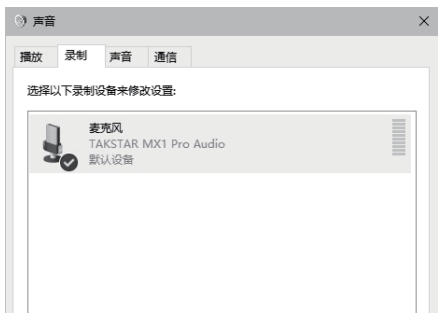 声音
播放 录制 声音 通信
选择以下录制设备来修改设置:
麦克风
TAKSTAR MX1 Pro Audio
默认设备